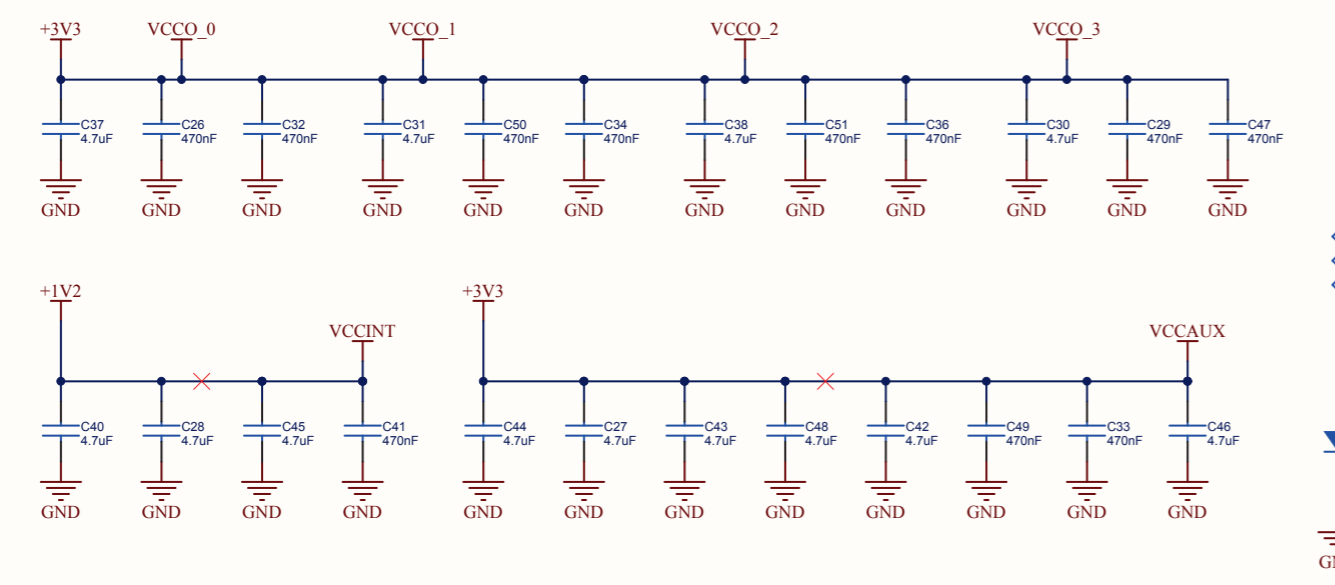 +3V3 VCCO_0 VCCO_1 VCCO_2 VCCO_3
C37 C26 C32 C31 C50 C34 C38 C51 C36 C30 C29 C47
4.7uF 470nF 470nF 4.7uF 470nF 470nF 4.7uF 470nF 470nF 4.7uF 470nF 470nF
GND GND GND GND GND GND GND GND GND GND GND GND
+1V2 +3V3
VCCINT VCCAUX
C40 C28 C45 C41 C44 C27 C43 C48 C42 C49 C33 C46
4.7uF 4.7uF 4.7uF 470nF 4.7uF 4.7uF 4.7uF 4.7uF 4.7uF 470nF 470nF 4.7uF
GND GND GND GND GND GND GND GND GND GND GND GND